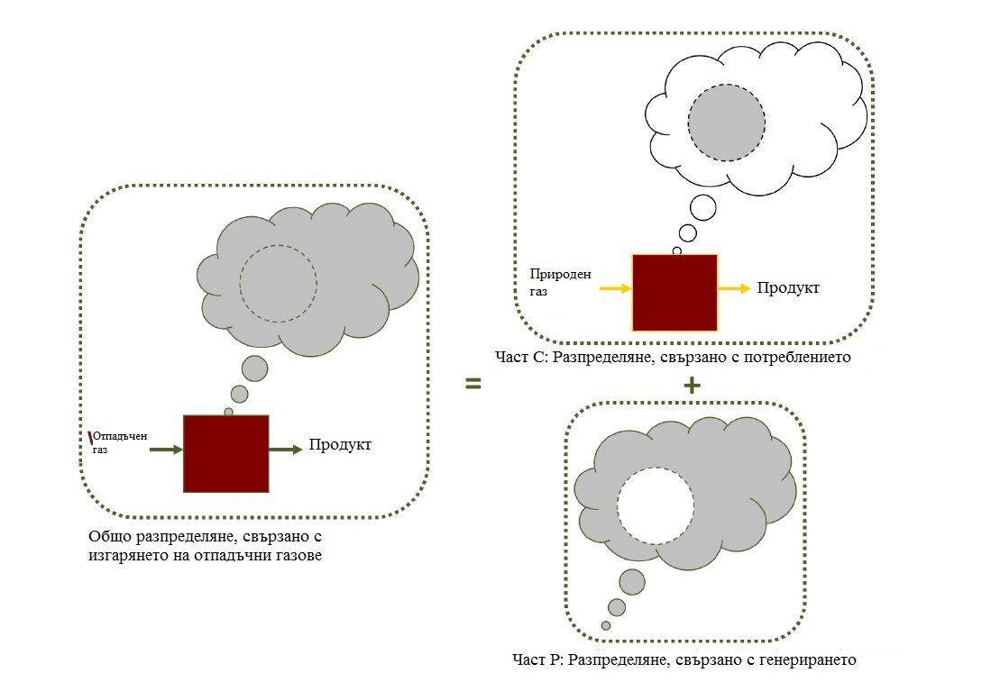 Природен
газ
Продукт
Част C: Разпределяне, свързано с потреблението
=
+
Отпадъчен
газ
Продукт
Общо разпределяне, свързано с
изгарянето на отпадъчни газове
Част P: Разпределяне, свързано с генерирането